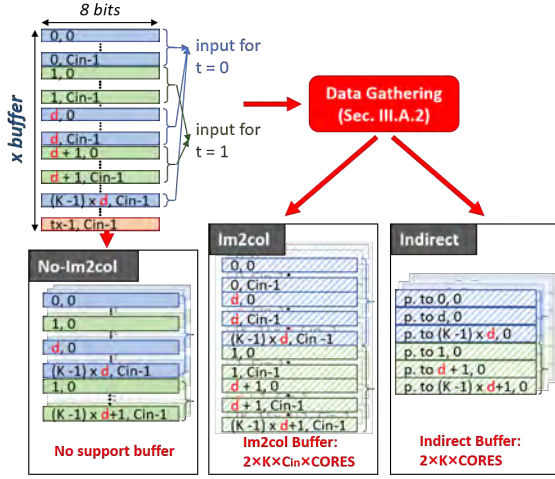 8 bits
x buffer
0, 0
0, Cin-1
1, 0
1, Cin-1
d, 0
d, Cin-1
d + 1, 0
d + 1, Cin-1
(K -1) x d, Cin-1
tx-1, Cin-1
input for
t = 0
input for
t = 1
Data Gathering
(Sec. III.A.2)
No-Im2col
0, 0
1, 0
d, 0
(K -1) x d, Cin-1
1, 0
(K -1) x d+1, Cin-1
No support buffer
Im2col
0, 0
0, Cin-1
d, 0
d, Cin-1
(K -1) x d, Cin -1
1, 0
1, Cin-1
d + 1, 0
d + 1, Cin-1
(K -1) x d+1, Cin-1
Im2col Buffer:
2×K×Cin×CORES
Indirect
p. to 0, 0
p. to d, 0
p. to (K -1) x d, 0
p. to 1, 0
p. to d + 1, 0
p. to (K -1) x d+1, 0
Indirect Buffer:
2×K×CORES